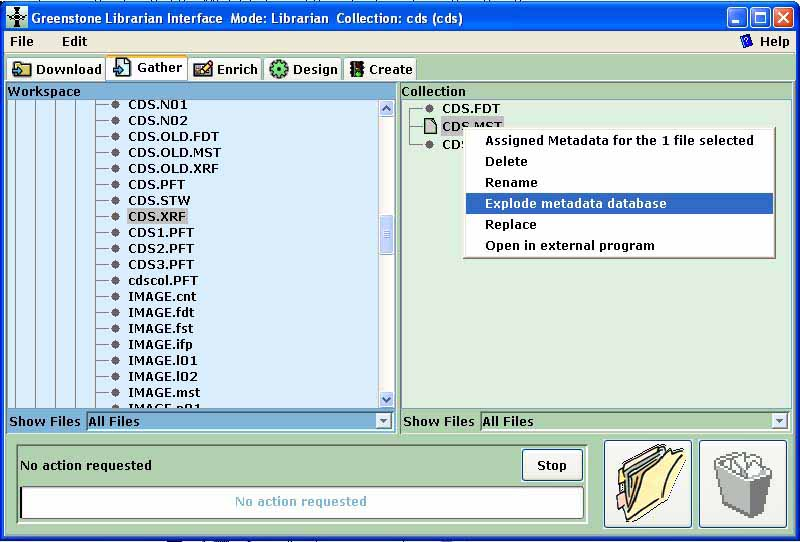 Greenstone Librarian Interface Mode: Librarian Collection: cds (cds)
File Edit Help
Download Gather Enrich Design Create
Workspace
CDS.N01
CDS.N02
CDS.OLD.FDT
CDS.OLD.MST
CDS.OLD.XRF
CDS.PFT
CDS.STW
CDS.XRF
CDS1.PFT
CDS2.PFT
CDS3.PFT
cdscol.PFT
IMAGE.cnt
IMAGE.fdt
IMAGE.fst
IMAGE.ifp
IMAGE.l01
IMAGE.l02
IMAGE.mst
IMAGE.n01
Show Files All Files
Collection
CDS.FDT
CDS.MST
CDS
Assigned Metadata for the 1 file selected
Delete
Rename
Explode metadata database
Replace
Open in external program
Show Files All Files
No action requested
Stop
No action requested